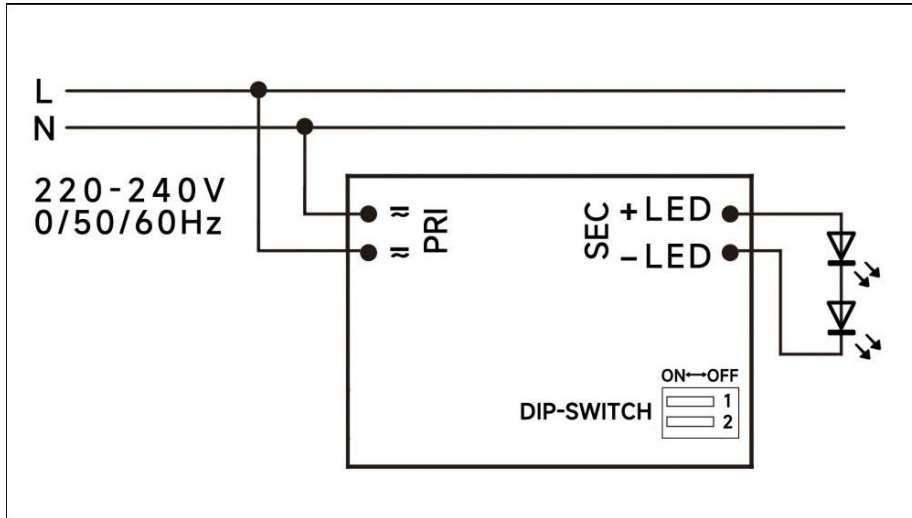 L
N
220-240V
0/50/60Hz
≂ PRI
≂
SEC +LED
-LED
ON↔OFF
DIP-SWITCH 1
2